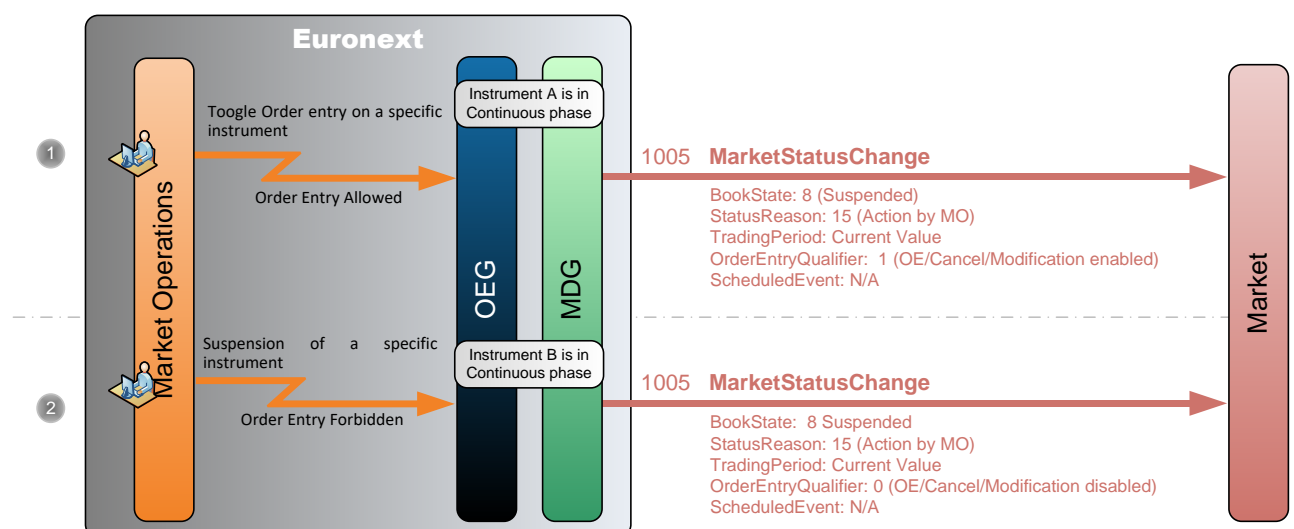 Euronext
Market Operations
OEG
MDG
Market
1
Toogle Order entry on a specific
instrument
Order Entry Allowed
Instrument A is in
Continuous phase
1005 MarketStatusChange
BookState: 8 (Suspended)
StatusReason: 15 (Action by MO)
TradingPeriod: Current Value
OrderEntryQualifier: 1 (OE/Cancel/Modification enabled)
ScheduledEvent: N/A
2
Suspension of a specific
instrument
Order Entry Forbidden
Instrument B is in
Continuous phase
1005 MarketStatusChange
BookState: 8 Suspended
StatusReason: 15 (Action by MO)
TradingPeriod: Current Value
OrderEntryQualifier: 0 (OE/Cancel/Modification disabled)
ScheduledEvent: N/A